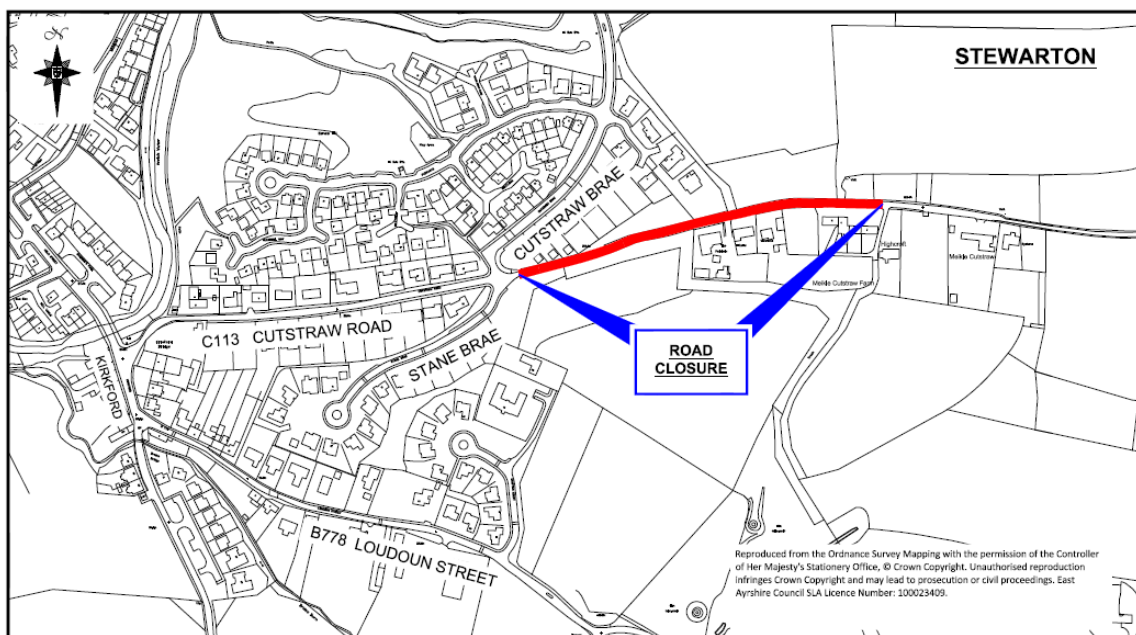 STEWARTON
CUTSTRAW BRAE
Highcroft
Meikle Cutstraw
Meikle Cutstraw Farm
C113 CUTSTRAW ROAD
STANE BRAE
ROAD
CLOSURE
KIRKFORD
B778 LOUDOUN STREET
Reproduced from the Ordnance Survey Mapping with the permission of the Controller
of Her Majesty's Stationery Office, © Crown Copyright. Unauthorised reproduction
infringes Crown Copyright and may lead to prosecution or civil proceedings. East
Ayrshire Council SLA Licence Number: 100023409.